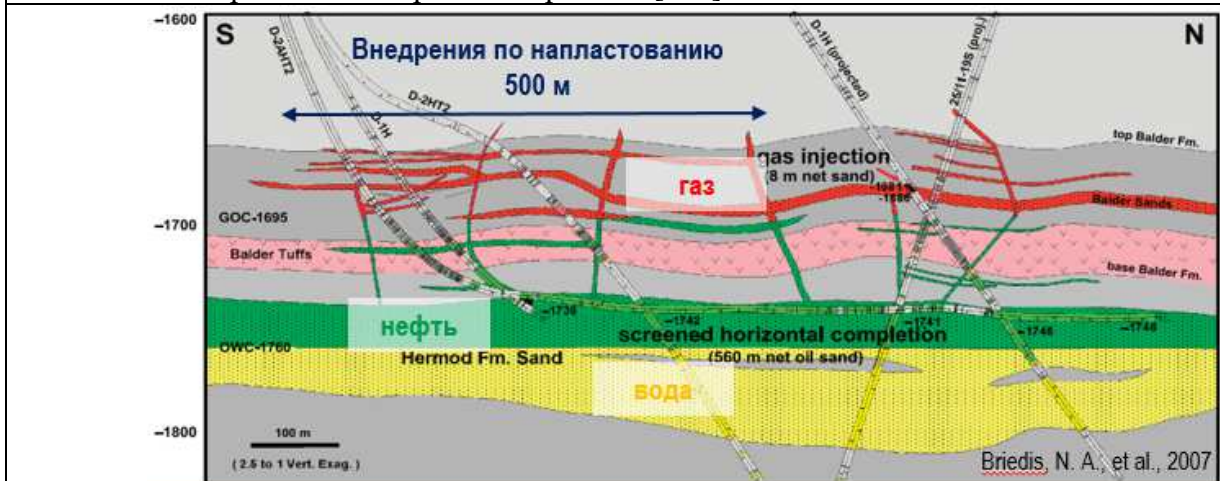 –1600
S
N
D-2AHT2
D-1H
D-2HT2
D-1H (projected)
25/11-19S (proj.)
Внедрения по напластованию
500 м
top Balder Fm.
gas injection
(8 m net sand)
газ
–1681
–1686
Balder Sands
GOC-1695
–1700
Balder Tuffs
base Balder Fm.
нефть
–1736
–1742
–1741
–1746
–1746
screened horizontal completion
(560 m net oil sand)
OWC-1760
Hermod Fm. Sand
вода
–1800
100 m
( 2.5 to 1 Vert. Exag. )
Briedis, N. A., et al., 2007